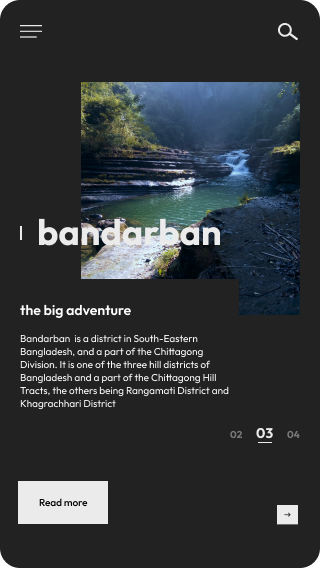 bandarban
the big adventure
Bandarban is a district in South-Eastern
Bangladesh, and a part of the Chittagong
Division. It is one of the three hill districts of
Bangladesh and a part of the Chittagong Hill
Tracts, the others being Rangamati District and
Khagrachhari District
02 03 04
Read more